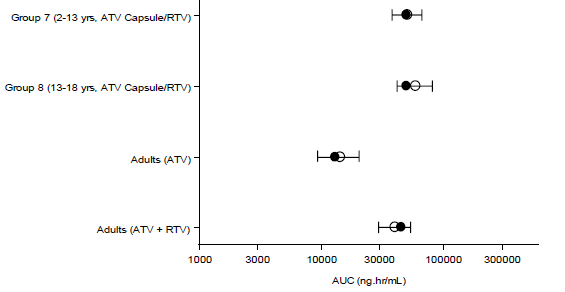 Group 7 (2-13 yrs, ATV Capsule/RTV)
Group 8 (13-18 yrs, ATV Capsule/RTV)
Adults (ATV)
Adults (ATV + RTV)
1000 3000 10000 30000 100000 300000
AUC (ng.hr/mL)